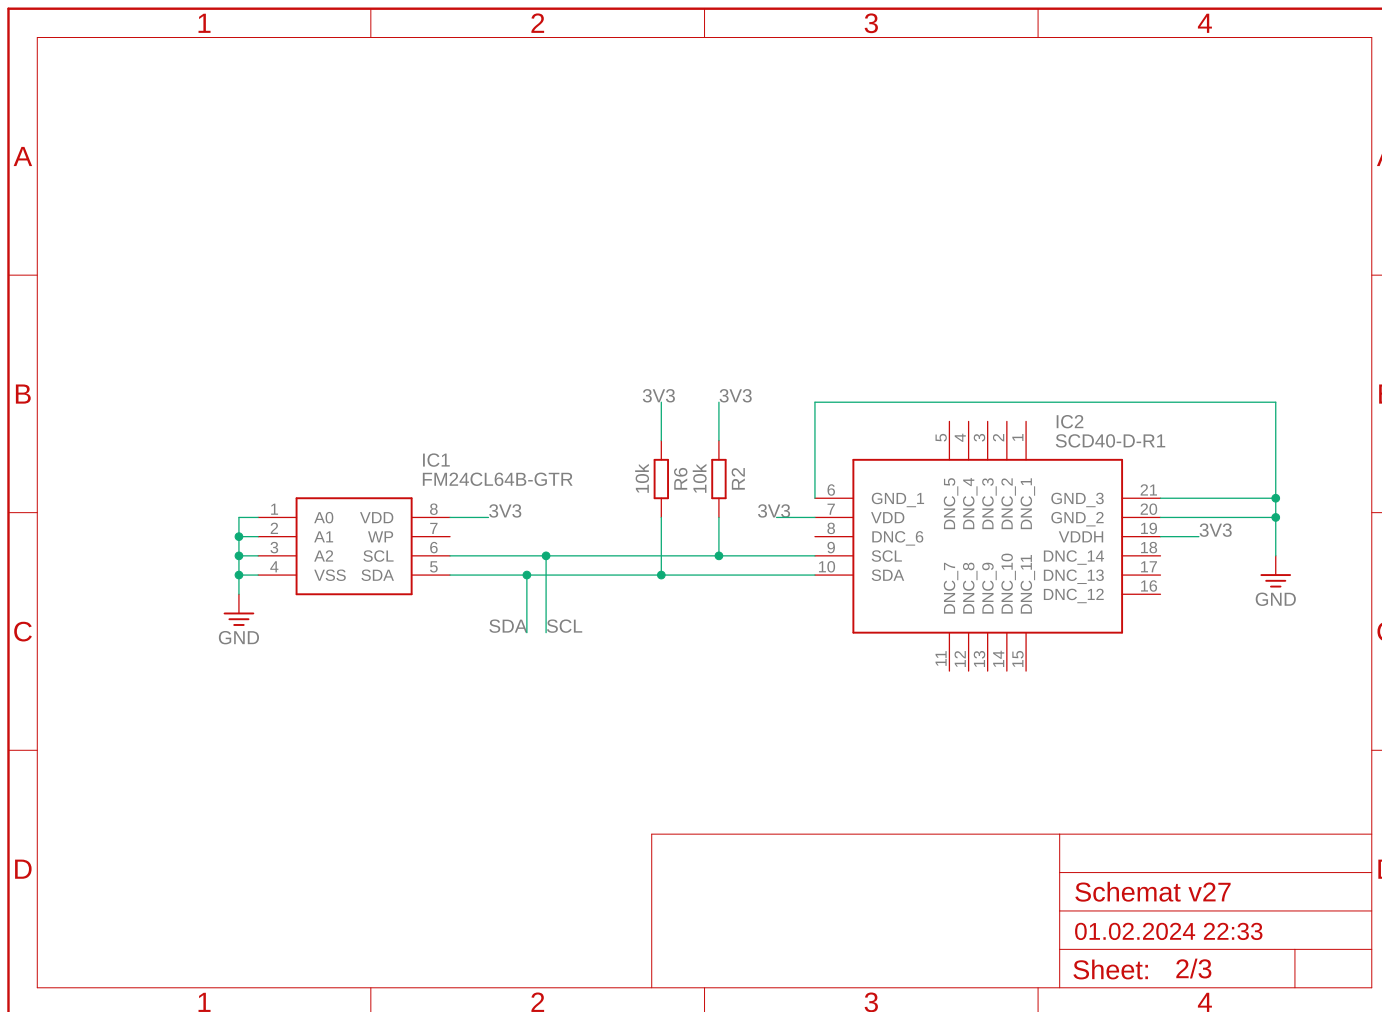 1 2 3 4
A
B
C
D
A
3V3 3V3
10k R6 10k R2
IC1
FM24CL64B-GTR
1 A0 VDD 8 3V3
2 A1 WP 7
3 A2 SCL 6
4 VSS SDA 5
GND
SDA SCL
IC2
SCD40-D-R1
5 4 3 2 1
DNC_5 DNC_4 DNC_3 DNC_2 DNC_1
6 GND_1 GND_3 21
3V3 7 VDD GND_2 20
8 DNC_6 VDDH 19 3V3
9 SCL DNC_14 18
10 SDA DNC_13 17
DNC_12 16
DNC_7 DNC_8 DNC_9 DNC_10 DNC_11
11 12 13 14 15
GND
Schemat v27
01.02.2024 22:33
Sheet: 2/3
1 2 3 4